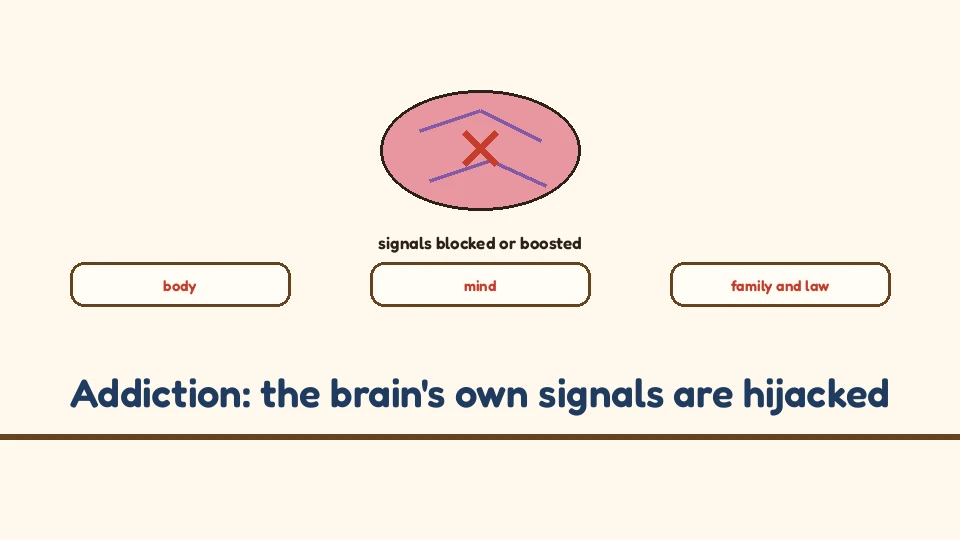 signals blocked or boosted
body
mind
family and law
Addiction: the brain's own signals are hijacked